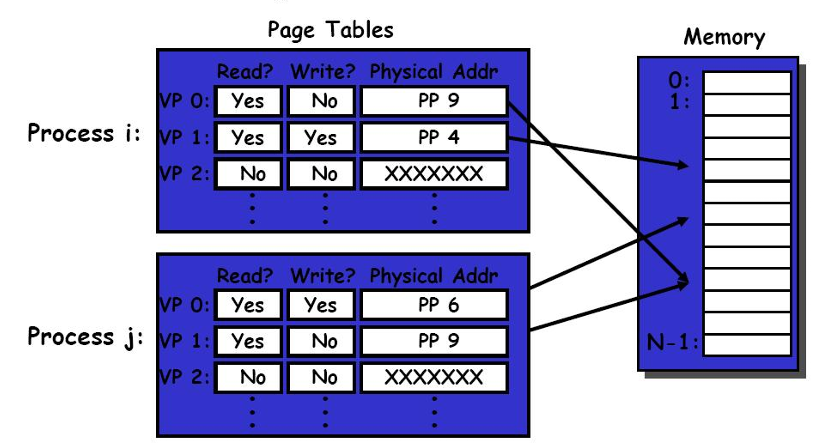 Page Tables
Memory
Read? Write? Physical Addr
0:
VP 0: Yes No PP 9
1:
Process i:
VP 1: Yes Yes PP 4
VP 2: No No XXXXXXX
Read? Write? Physical Addr
VP 0: Yes Yes PP 6
Process j:
VP 1: Yes No PP 9
N-1:
VP 2: No No XXXXXXX